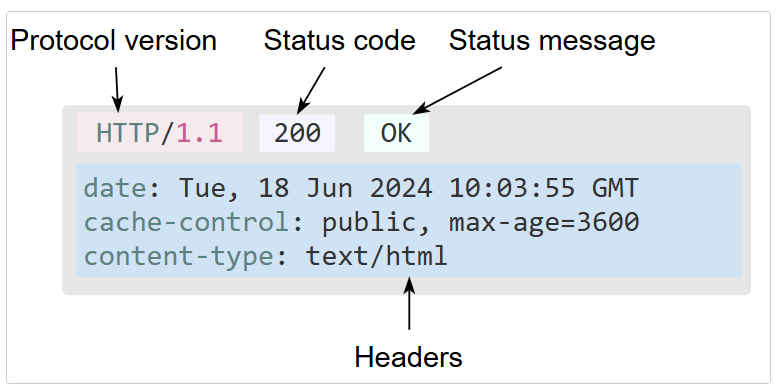 Protocol version Status code Status message
HTTP/1.1 200 OK
date: Tue, 18 Jun 2024 10:03:55 GMT
cache-control: public, max-age=3600
content-type: text/html
Headers